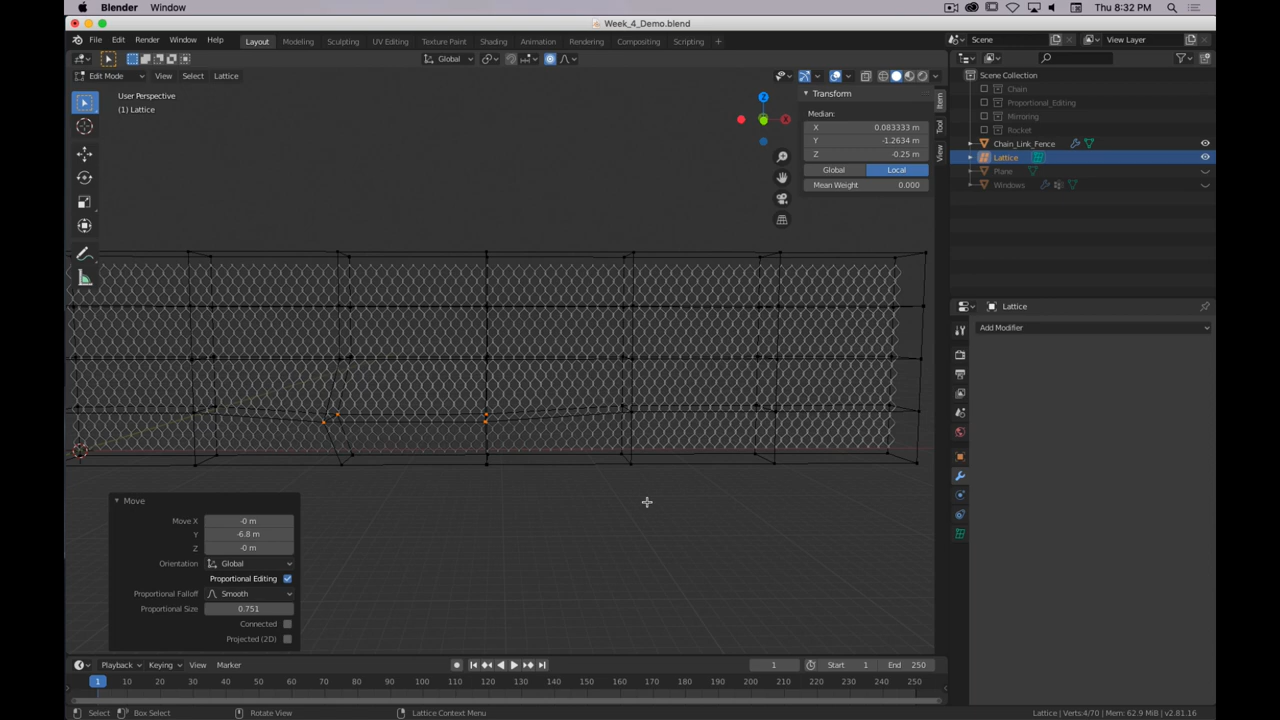 Blender Window Thu 8:32 PM
Week_4_Demo.blend
File Edit Render Window Help Layout Modeling Sculpting UV Editing Texture Paint Shading Animation Rendering Compositing Scripting + Scene View Layer
Global
Edit Mode View Select Lattice
Scene Collection
User Perspective
(1) Lattice
Transform
Item
Tool
View
Median:
X 0.083333 m
Y -1.2634 m
Z -0.25 m
Global Local
Mean Weight 0.000
Chain
Proportional_Editing
Mirroring
Rocket
Chain_Link_Fence
Lattice
Plane
Windows
Z
X
Lattice
Add Modifier
Move
Move X -0 m
Y -6.8 m
Z -0 m
Orientation Global
Proportional Editing
Proportional Falloff Smooth
Proportional Size 0.751
Connected
Projected (2D)
Playback Keying View Marker 1 Start 1 End 250
1 10 20 30 40 50 60 70 80 90 100 110 120 130 140 150 160 170 180 190 200 210 220 230 240 250
Select Box Select Rotate View Lattice Context Menu Lattice | Verts:4/70 | Mem: 62.9 MiB | v2.81.16